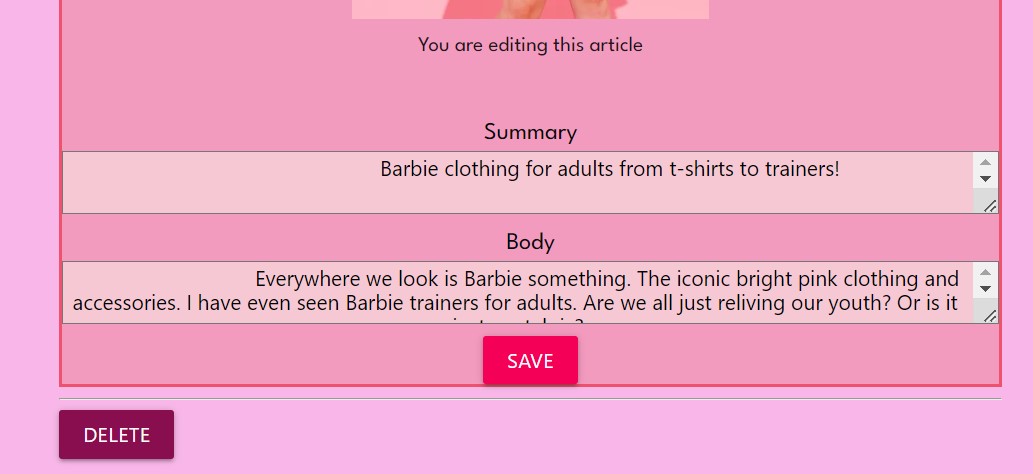 You are editing this article
Summary
Barbie clothing for adults from t-shirts to trainers!
Body
Everywhere we look is Barbie something. The iconic bright pink clothing and
accessories. I have even seen Barbie trainers for adults. Are we all just reliving our youth? Or is it
SAVE
DELETE